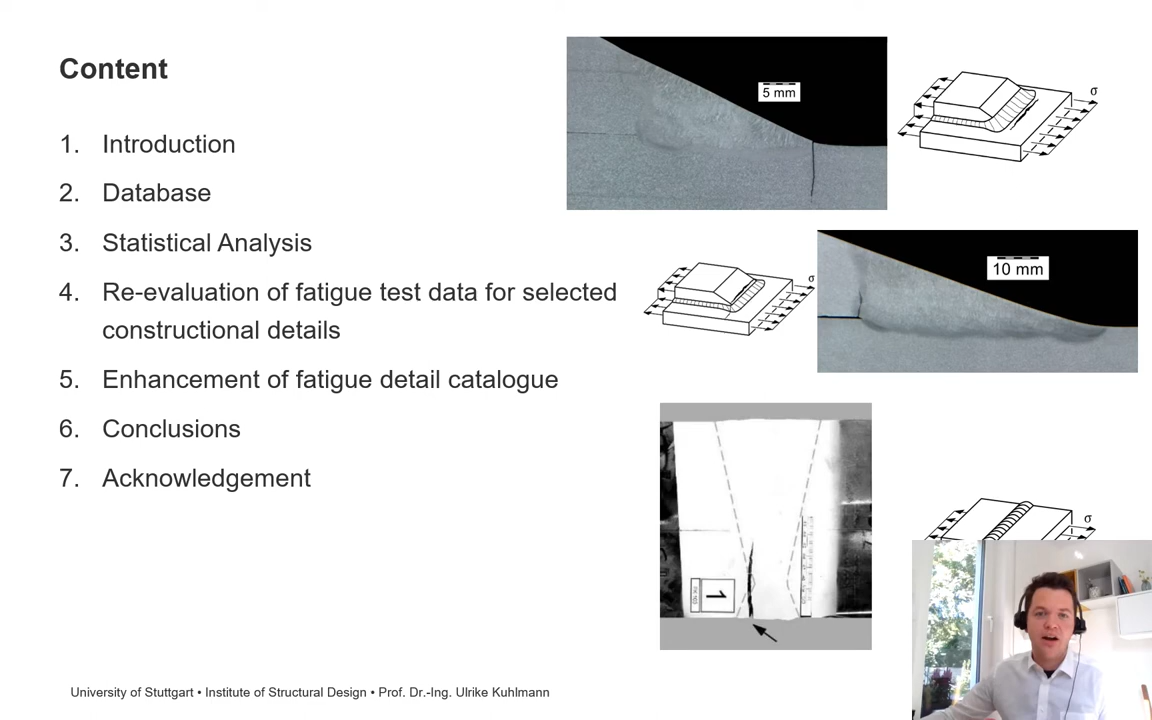 Content
1. Introduction
2. Database
3. Statistical Analysis
4. Re-evaluation of fatigue test data for selected
constructional details
5. Enhancement of fatigue detail catalogue
6. Conclusions
7. Acknowledgement
5 mm
σ
σ
10 mm
1
σ
University of Stuttgart • Institute of Structural Design • Prof. Dr.-Ing. Ulrike Kuhlmann